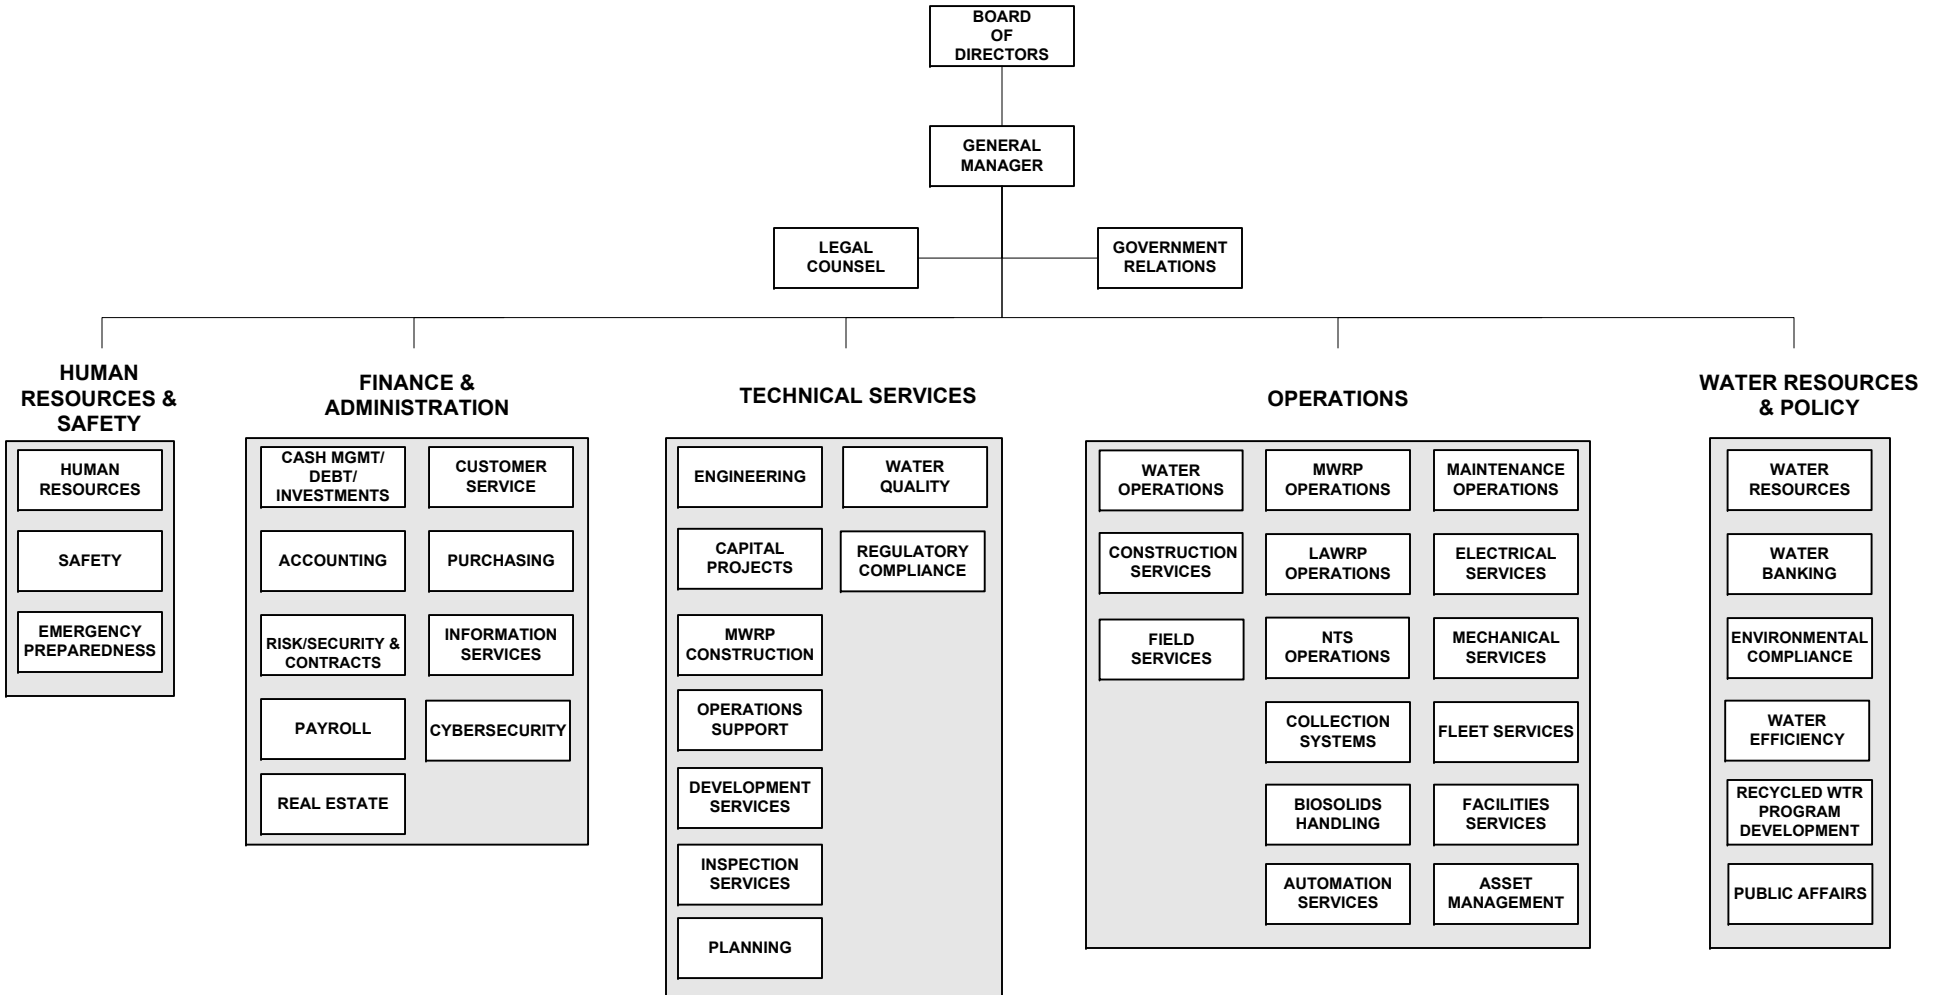 BOARD
OF
DIRECTORS
GENERAL
MANAGER
LEGAL
COUNSEL
GOVERNMENT
RELATIONS
HUMAN
RESOURCES &
SAFETY
HUMAN
RESOURCES
SAFETY
EMERGENCY
PREPAREDNESS
FINANCE &
ADMINISTRATION
CASH MGMT/
DEBT/
INVESTMENTS
ACCOUNTING
RISK/SECURITY &
CONTRACTS
PAYROLL
REAL ESTATE
CUSTOMER
SERVICE
PURCHASING
INFORMATION
SERVICES
CYBERSECURITY
TECHNICAL SERVICES
ENGINEERING
CAPITAL
PROJECTS
MWRP
CONSTRUCTION
OPERATIONS
SUPPORT
DEVELOPMENT
SERVICES
INSPECTION
SERVICES
PLANNING
WATER
QUALITY
REGULATORY
COMPLIANCE
OPERATIONS
WATER
OPERATIONS
CONSTRUCTION
SERVICES
FIELD
SERVICES
MWRP
OPERATIONS
LAWRP
OPERATIONS
NTS
OPERATIONS
COLLECTION
SYSTEMS
BIOSOLIDS
HANDLING
AUTOMATION
SERVICES
MAINTENANCE
OPERATIONS
ELECTRICAL
SERVICES
MECHANICAL
SERVICES
FLEET SERVICES
FACILITIES
SERVICES
ASSET
MANAGEMENT
WATER RESOURCES
& POLICY
WATER
RESOURCES
WATER
BANKING
ENVIRONMENTAL
COMPLIANCE
WATER
EFFICIENCY
RECYCLED WTR
PROGRAM
DEVELOPMENT
PUBLIC AFFAIRS